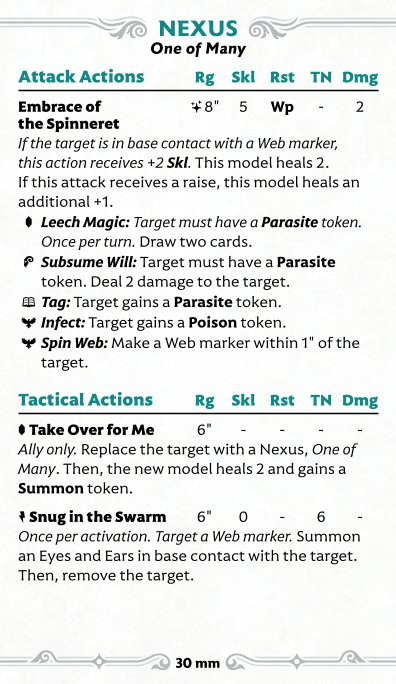 NEXUS
One of Many
Attack Actions Rg Skl Rst TN Dmg
Embrace of 8" 5 Wp - 2
the Spinneret
If the target is in base contact with a Web marker,
this action receives +2 Skl. This model heals 2.
If this attack receives a raise, this model heals an
additional +1.
Leech Magic: Target must have a Parasite token.
Once per turn. Draw two cards.
Subsume Will: Target must have a Parasite
token. Deal 2 damage to the target.
Tag: Target gains a Parasite token.
Infect: Target gains a Poison token.
Spin Web: Make a Web marker within 1" of the
target.
Tactical Actions Rg Skl Rst TN Dmg
Take Over for Me 6" - - - -
Ally only. Replace the target with a Nexus, One of
Many. Then, the new model heals 2 and gains a
Summon token.
Snug in the Swarm 6" 0 - 6 -
Once per activation. Target a Web marker. Summon
an Eyes and Ears in base contact with the target.
Then, remove the target.
30 mm